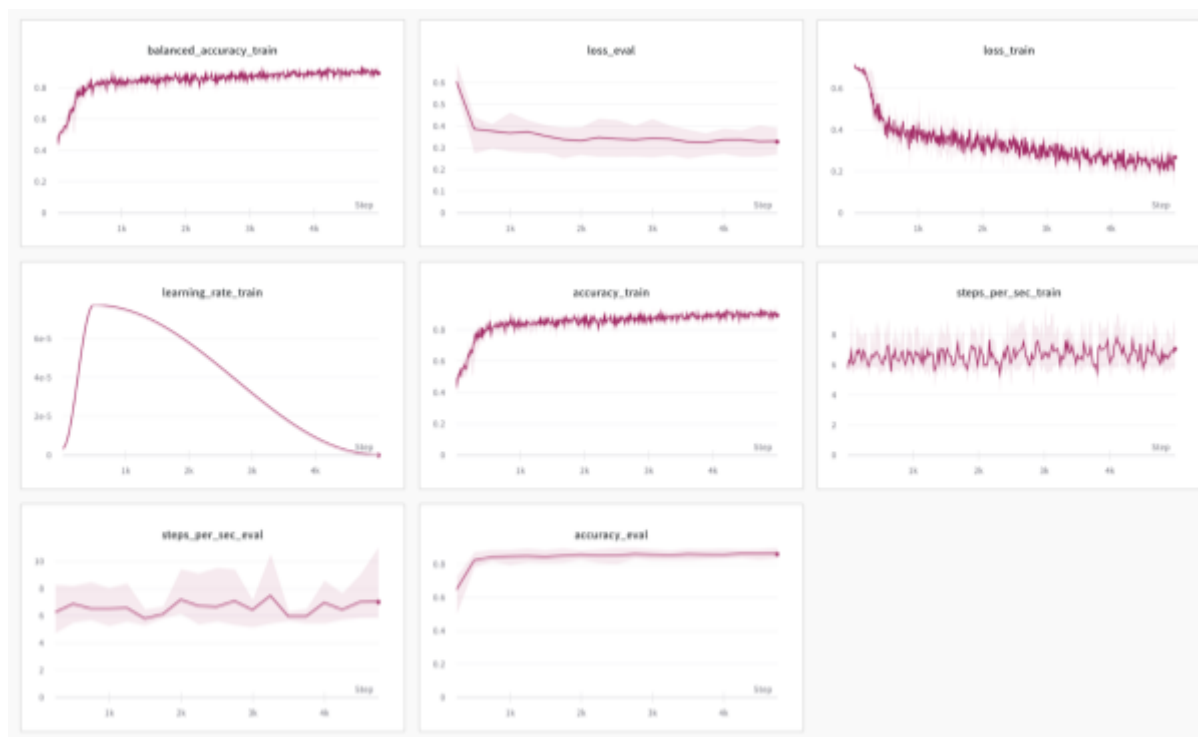 balanced_accuracy_train
0.8
0.6
0.4
0.2
0
1k 2k 3k 4k
Step
loss_eval
0.6
0.5
0.4
0.3
0.2
0.1
0
1k 2k 3k 4k
Step
loss_train
0.6
0.4
0.2
0
1k 2k 3k 4k
Step
learning_rate_train
6e-5
4e-5
2e-5
0
1k 2k 3k 4k
Step
accuracy_train
0.8
0.6
0.4
0.2
0
1k 2k 3k 4k
Step
steps_per_sec_train
8
6
4
2
0
1k 2k 3k 4k
Step
steps_per_sec_eval
10
8
6
4
2
0
1k 2k 3k 4k
Step
accuracy_eval
0.8
0.6
0.4
0.2
0
1k 2k 3k 4k
Step